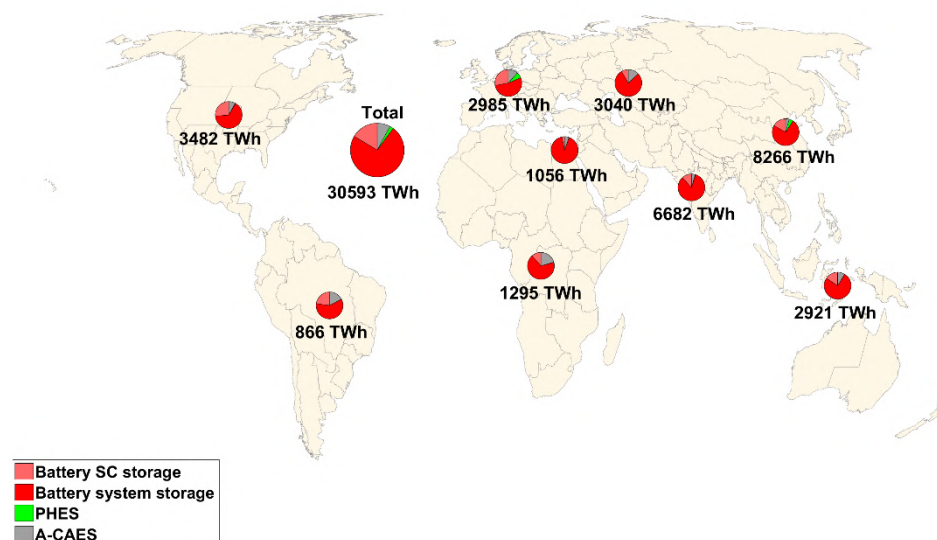 2985 TWh
3040 TWh
3482 TWh
Total
30593 TWh
1056 TWh
8266 TWh
6682 TWh
1295 TWh
866 TWh
2921 TWh
Battery SC storage
Battery system storage
PHES
A-CAES